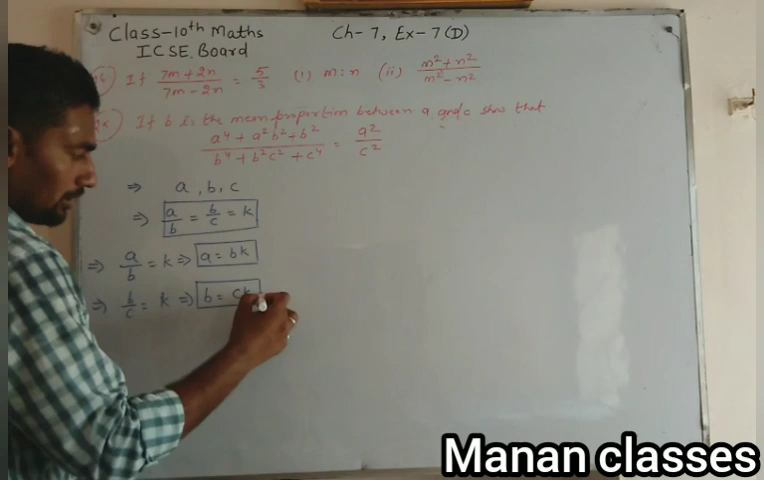 Class-10th Maths
Ch-7, Ex-7(D)
ICSE Board
If 7m+2n/7m-2n = 5/3 (i) m:n (ii) m²+n²/m²-n²
If b is the mean proportion between a and c show that
a⁴+a²b²+b²/b⁴+b²c²+c⁴ = a²/c²
⇒ a, b, c
⇒ a/b = b/c = k
⇒ a/b = k ⇒ a = bk
⇒ b/c = k ⇒ b = ck
Manan classes